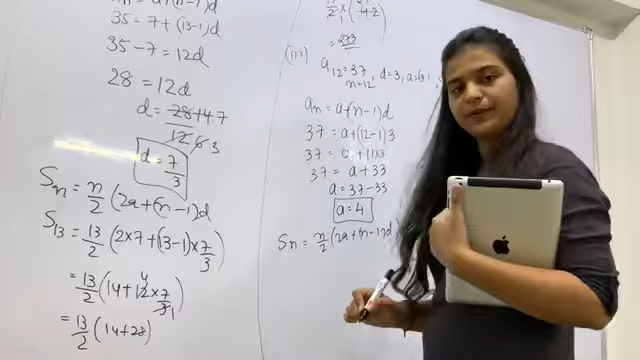 35 = 7 + (13-1)d
35 - 7 = 12d
28 = 12d
d = 28 14 7
12 6 3
d = 7/3
Sn = n/2 (2a + (n-1)d
S13 = 13/2 (2×7 + (13-1) × 7/3)
= 13/2 (14 + 12 4 × 7/3 1)
= 13/2 (14+28)
= 273
(iii)
a12 = 37
n=12, d=3, a=(?),
an = a + (n-1)d
37 = a + (12-1)3
37 = a + 11×3
37 = a + 33
a = 37 - 33
a = 4
Sn = n/2 (2a + (n-1)d)